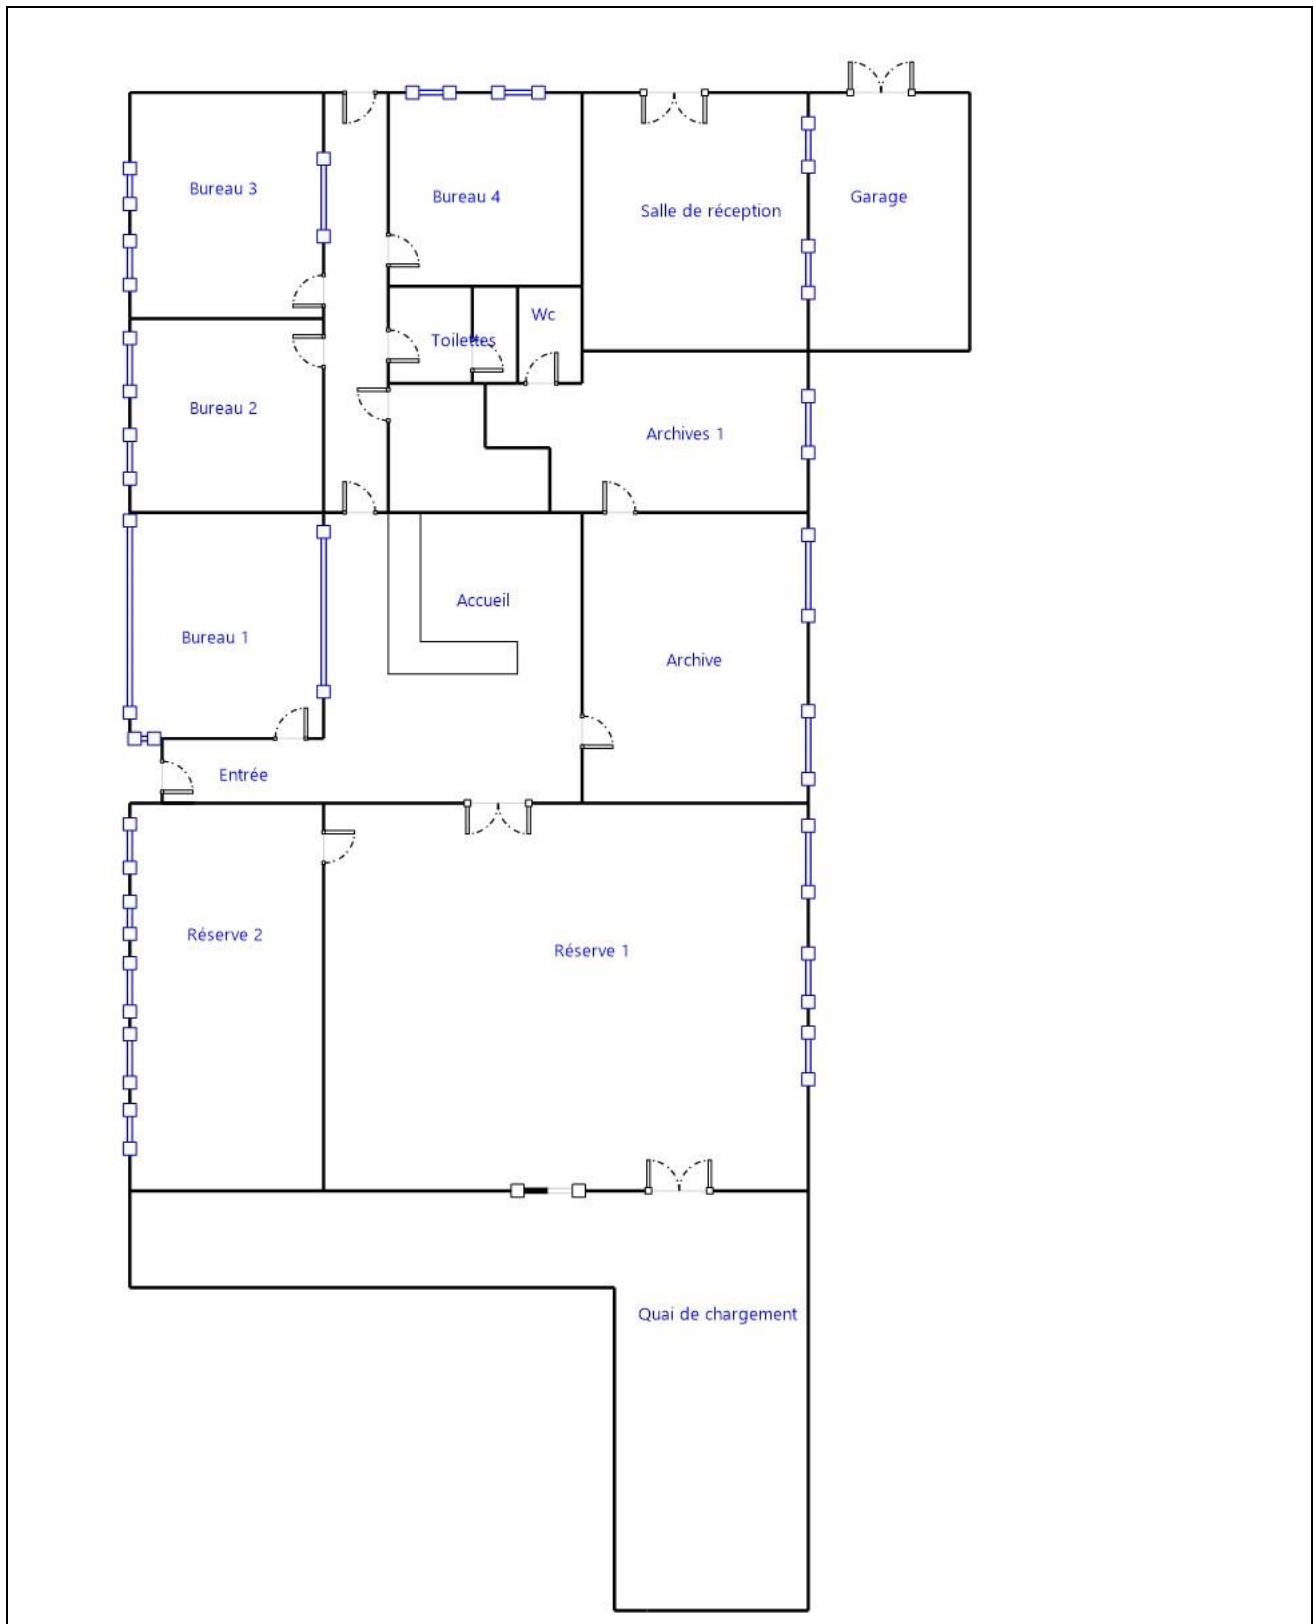 Bureau 3
Bureau 4
Salle de réception
Garage
Wc
Toilettes
Bureau 2
Archives 1
Accueil
Bureau 1
Archive
Entrée
Réserve 2
Réserve 1
Quai de chargement